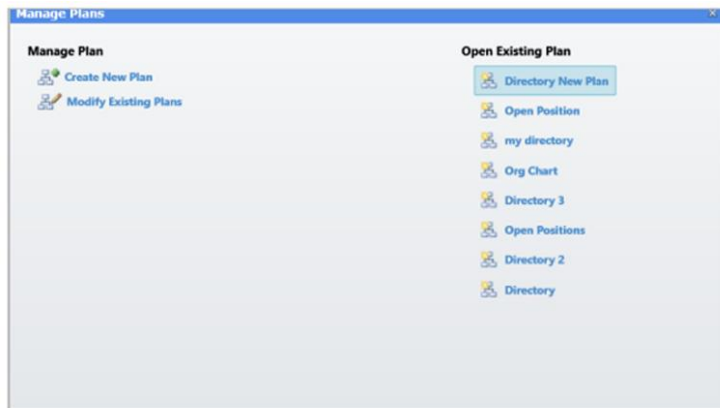 Manage Plans
Manage Plan
Create New Plan
Modify Existing Plans
Open Existing Plan
Directory New Plan
Open Position
my directory
Org Chart
Directory 3
Open Positions
Directory 2
Directory